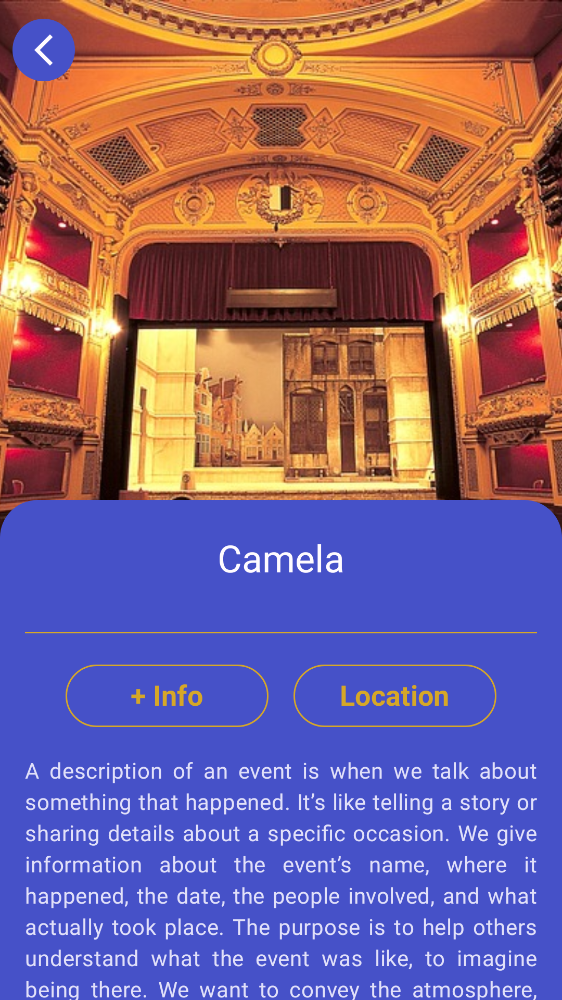 Camela
+ Info
Location
A description of an event is when we talk about
something that happened. It’s like telling a story or
sharing details about a specific occasion. We give
information about the event’s name, where it
happened, the date, the people involved, and what
actually took place. The purpose is to help others
understand what the event was like, to imagine
being there. We want to convey the atmosphere,